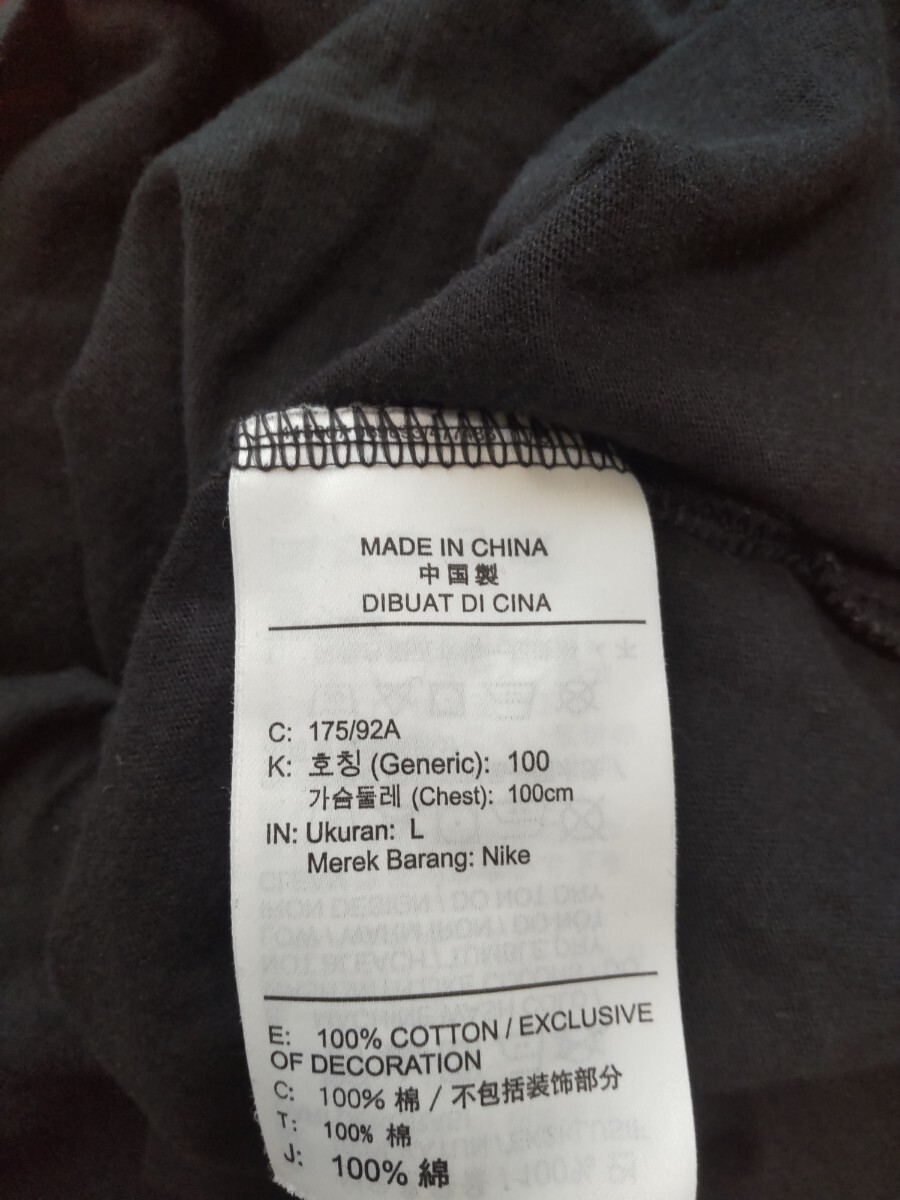 MADE IN CHINA
中国製
DIBUAT DI CINA
C: 175/92A
K: 호칭 (Generic): 100
가슴둘레 (Chest): 100cm
IN: Ukuran: L
Merek Barang: Nike
E: 100% COTTON / EXCLUSIVE
OF DECORATION
C: 100% 棉 / 不包括装饰部分
T: 100% 棉
J: 100% 綿